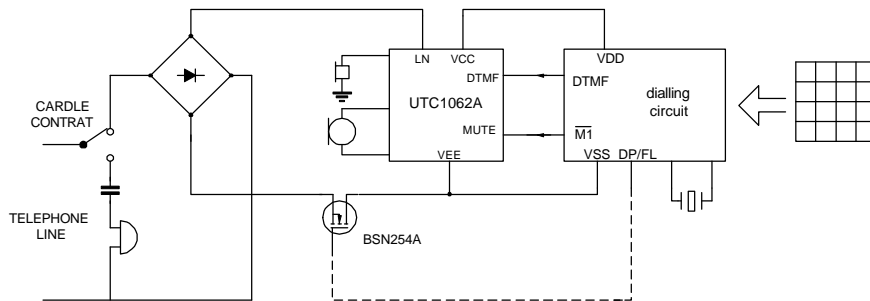 LN
VCC
VDD
DTMF
DTMF
UTC1062A
dialling
circuit
CARDLE
CONTRAT
MUTE
M1
VEE
VSS DP/FL
TELEPHONE
LINE
BSN254A